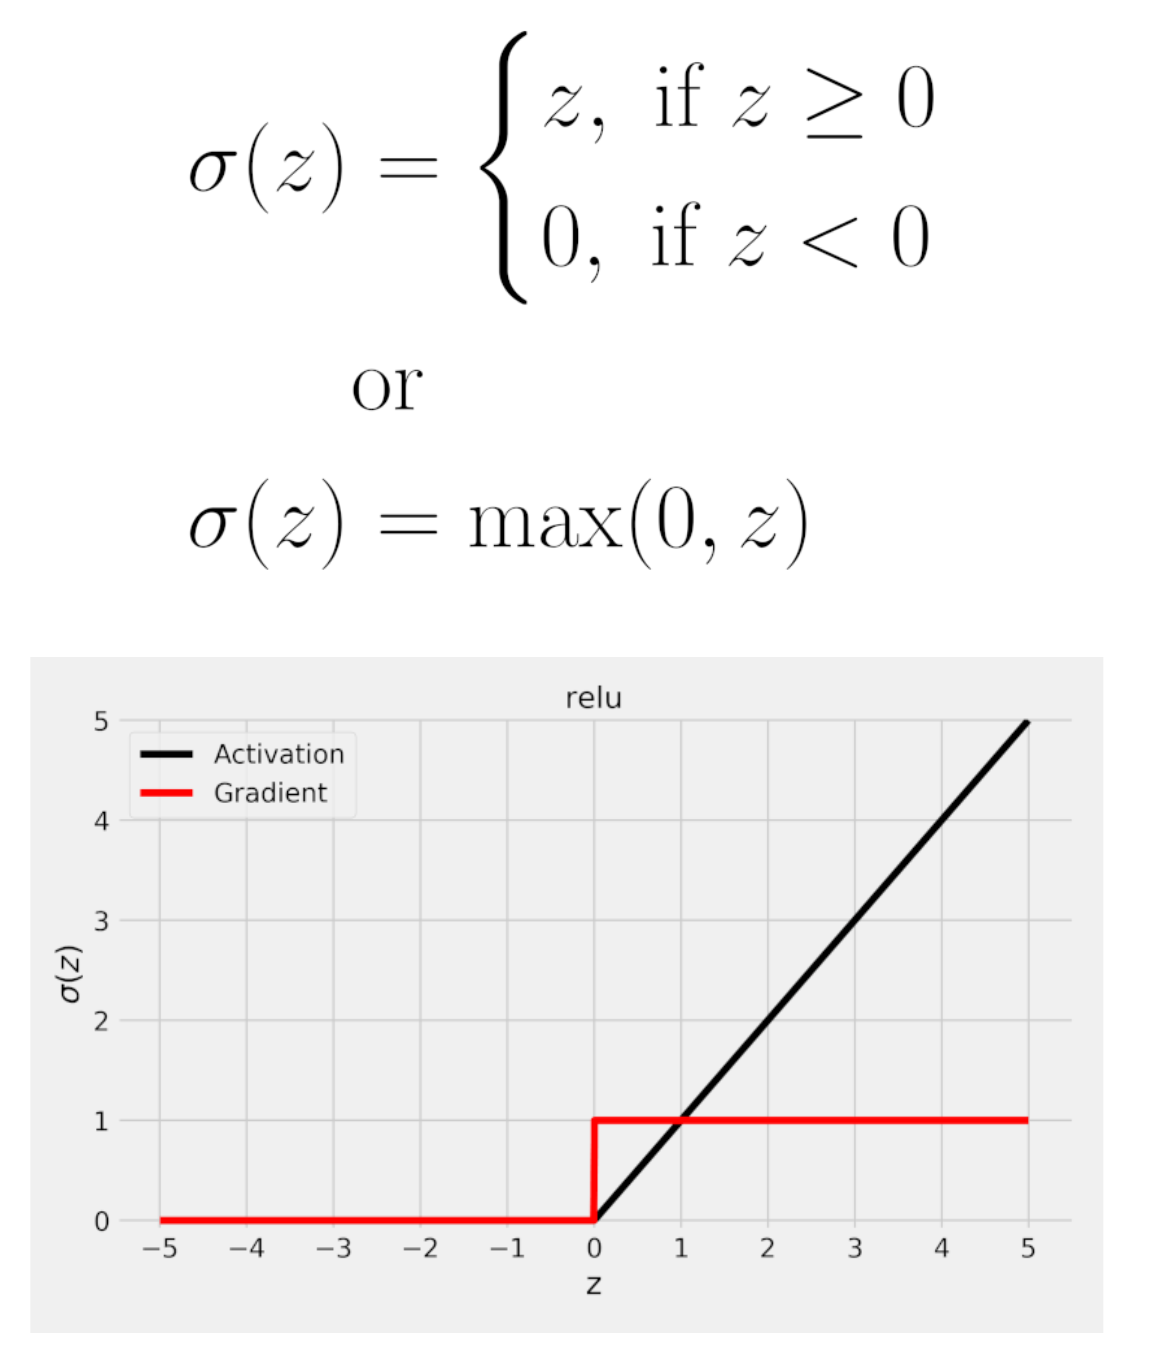 σ(z) = { z, if z ≥ 0
0, if z < 0
or
σ(z) = max(0, z)
relu
Activation
Gradient
5
4
3
2
1
0
σ(z)
−5 −4 −3 −2 −1 0 1 2 3 4 5
z